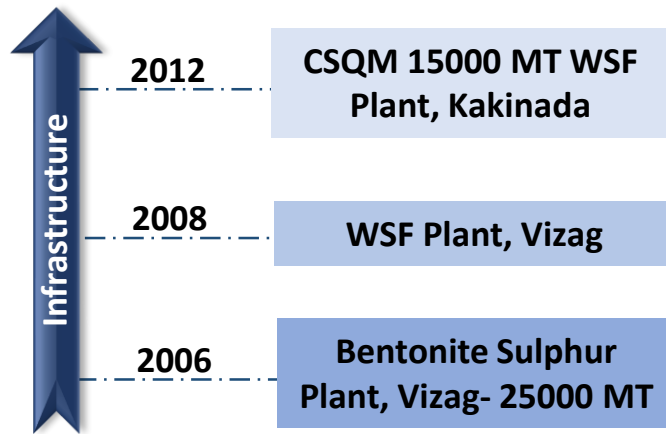 Infrastructure
2012
CSQM 15000 MT WSF
Plant, Kakinada
2008
WSF Plant, Vizag
2006
Bentonite Sulphur
Plant, Vizag- 25000 MT